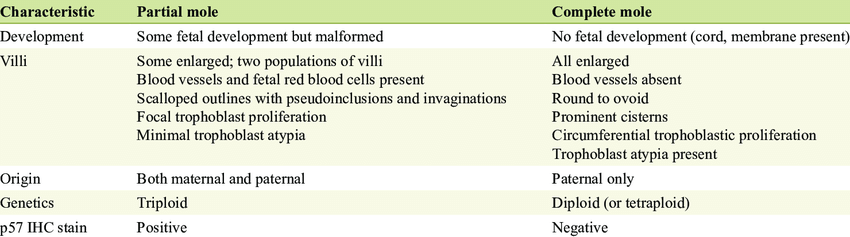 Characteristic Partial mole Complete mole
Development Some fetal development but malformed No fetal development (cord, membrane present)
Villi Some enlarged; two populations of villi All enlarged
Blood vessels and fetal red blood cells present Blood vessels absent
Scalloped outlines with pseudoinclusions and invaginations Round to ovoid
Focal trophoblast proliferation Prominent cisterns
Minimal trophoblast atypia Circumferential trophoblastic proliferation
Trophoblast atypia present
Origin Both maternal and paternal Paternal only
Genetics Triploid Diploid (or tetraploid)
p57 IHC stain Positive Negative